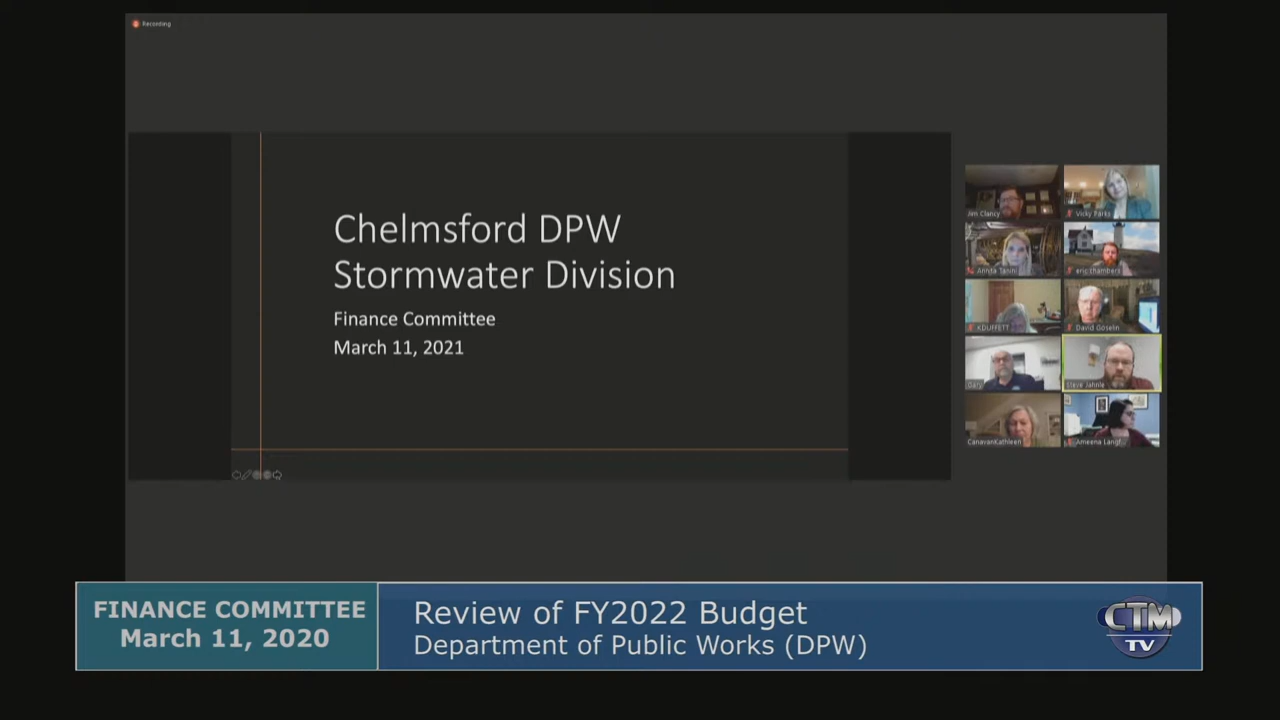 Recording
Chelmsford DPW
Stormwater Division
Finance Committee
March 11, 2021
Jim Clancy
Vicky Parks
Annita Tanini
eric chambers
KDUFFETT
David Goselin
Gary
Steve Jahnle
CanavanKathleen
Ameena Langf
FINANCE COMMITTEE
March 11, 2020
Review of FY2022 Budget
Department of Public Works (DPW)
CTM
TV